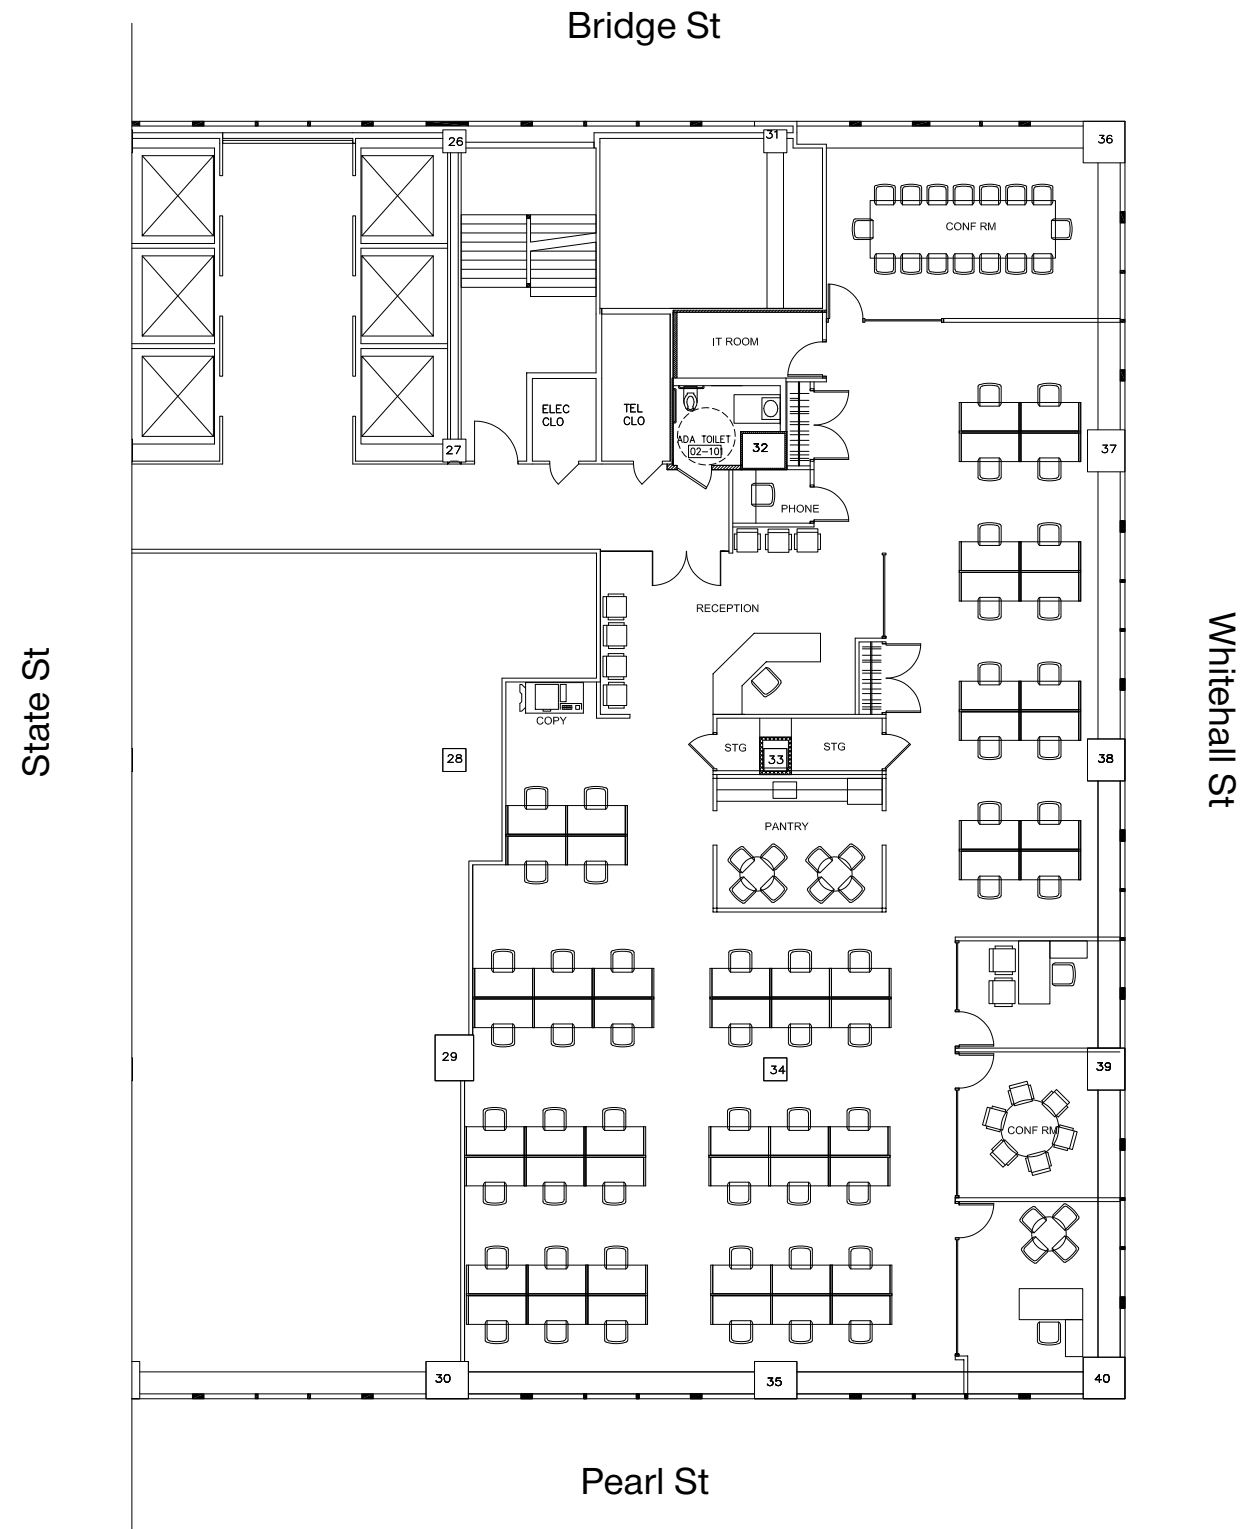 Bridge St
26
31
36
CONF RM
IT ROOM
ELEC
CLO
TEL
CLO
ADA TOILET
02-101
32
27
37
PHONE
RECEPTION
State St
Whitehall St
COPY
STG
STG
28
33
38
PANTRY
29
34
39
CONF RM
30
35
40
Pearl St